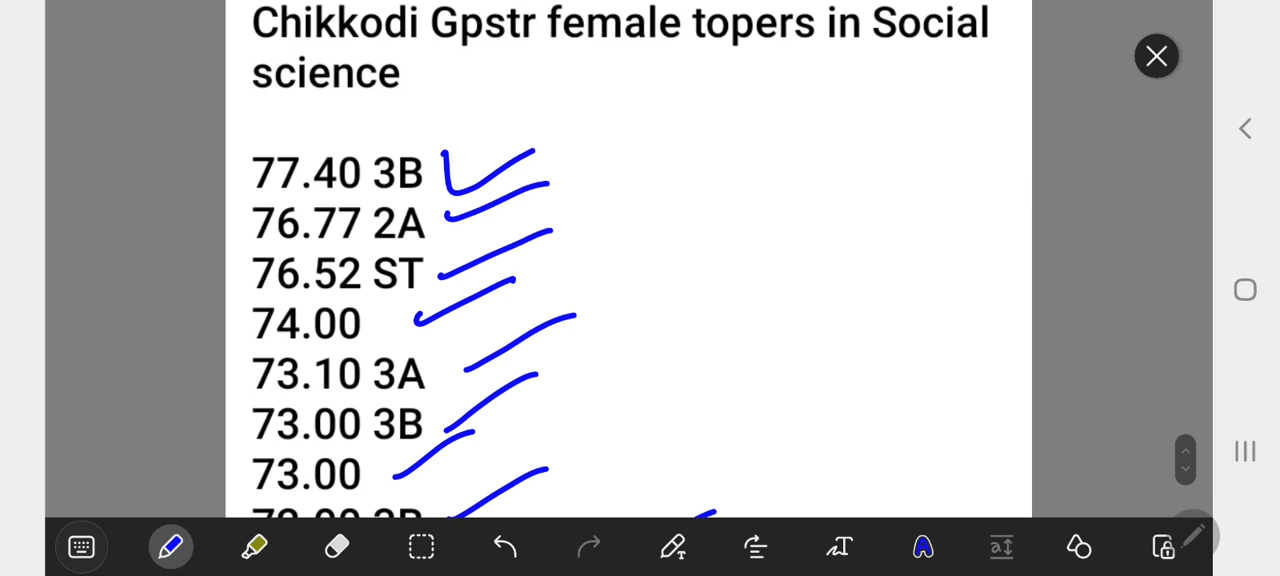 Chikkodi Gpstr female topers in Social
science
77.40 3B
76.77 2A
76.52 ST
74.00
73.10 3A
73.00 3B
73.00